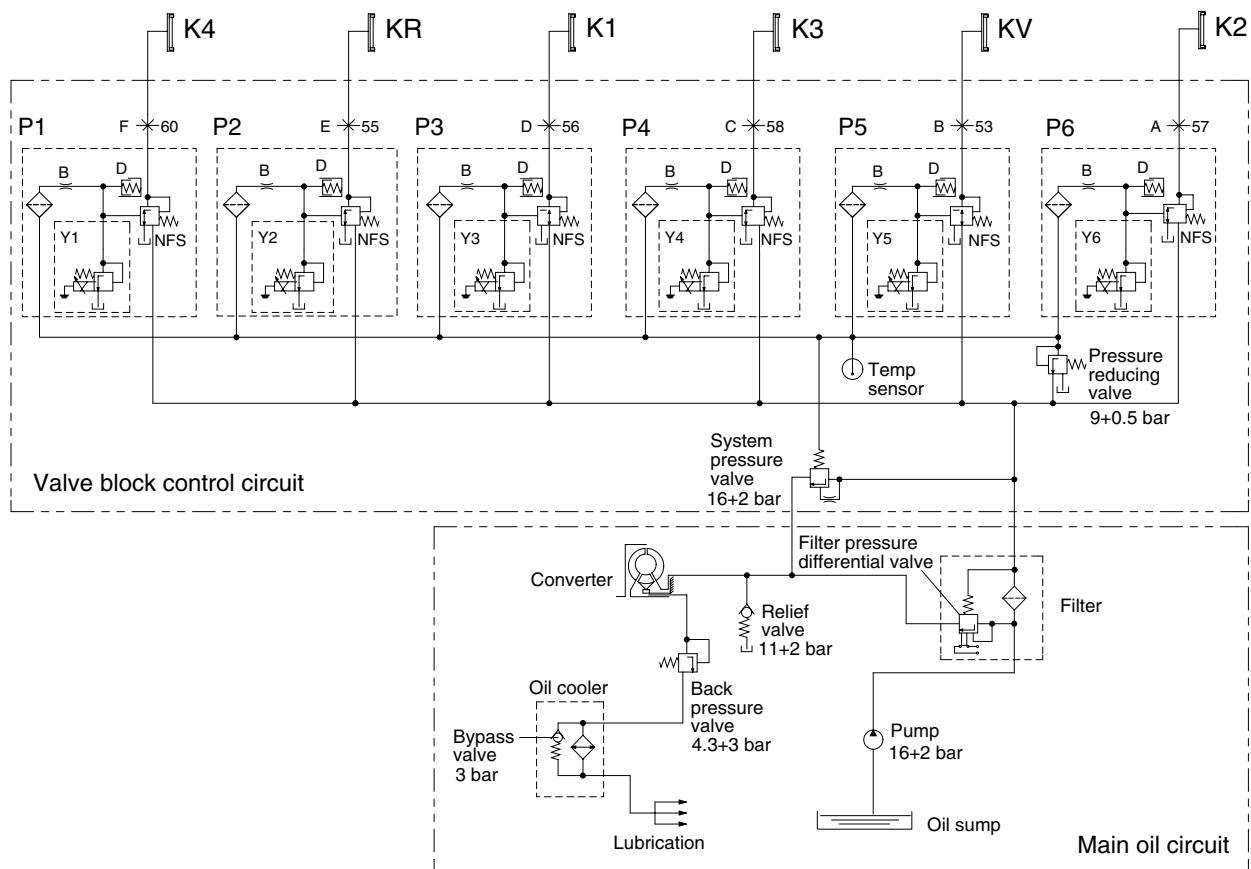 K4
KR
K1
K3
KV
K2
P1
F 60
P2
E 55
P3
D 56
P4
C 58
P5
B 53
P6
A 57
B
D
B
D
B
D
B
D
B
D
B
D
Y1
NFS
Y2
NFS
Y3
NFS
Y4
NFS
Y5
NFS
Y6
NFS
Temp
sensor
Pressure
reducing
valve
9+0.5 bar
System
pressure
valve
16+2 bar
Valve block control circuit
Filter pressure
differential valve
Converter
Filter
Relief
valve
11+2 bar
Oil cooler
Back
pressure
valve
4.3+3 bar
Bypass
valve
3 bar
Pump
16+2 bar
Lubrication
Oil sump
Main oil circuit